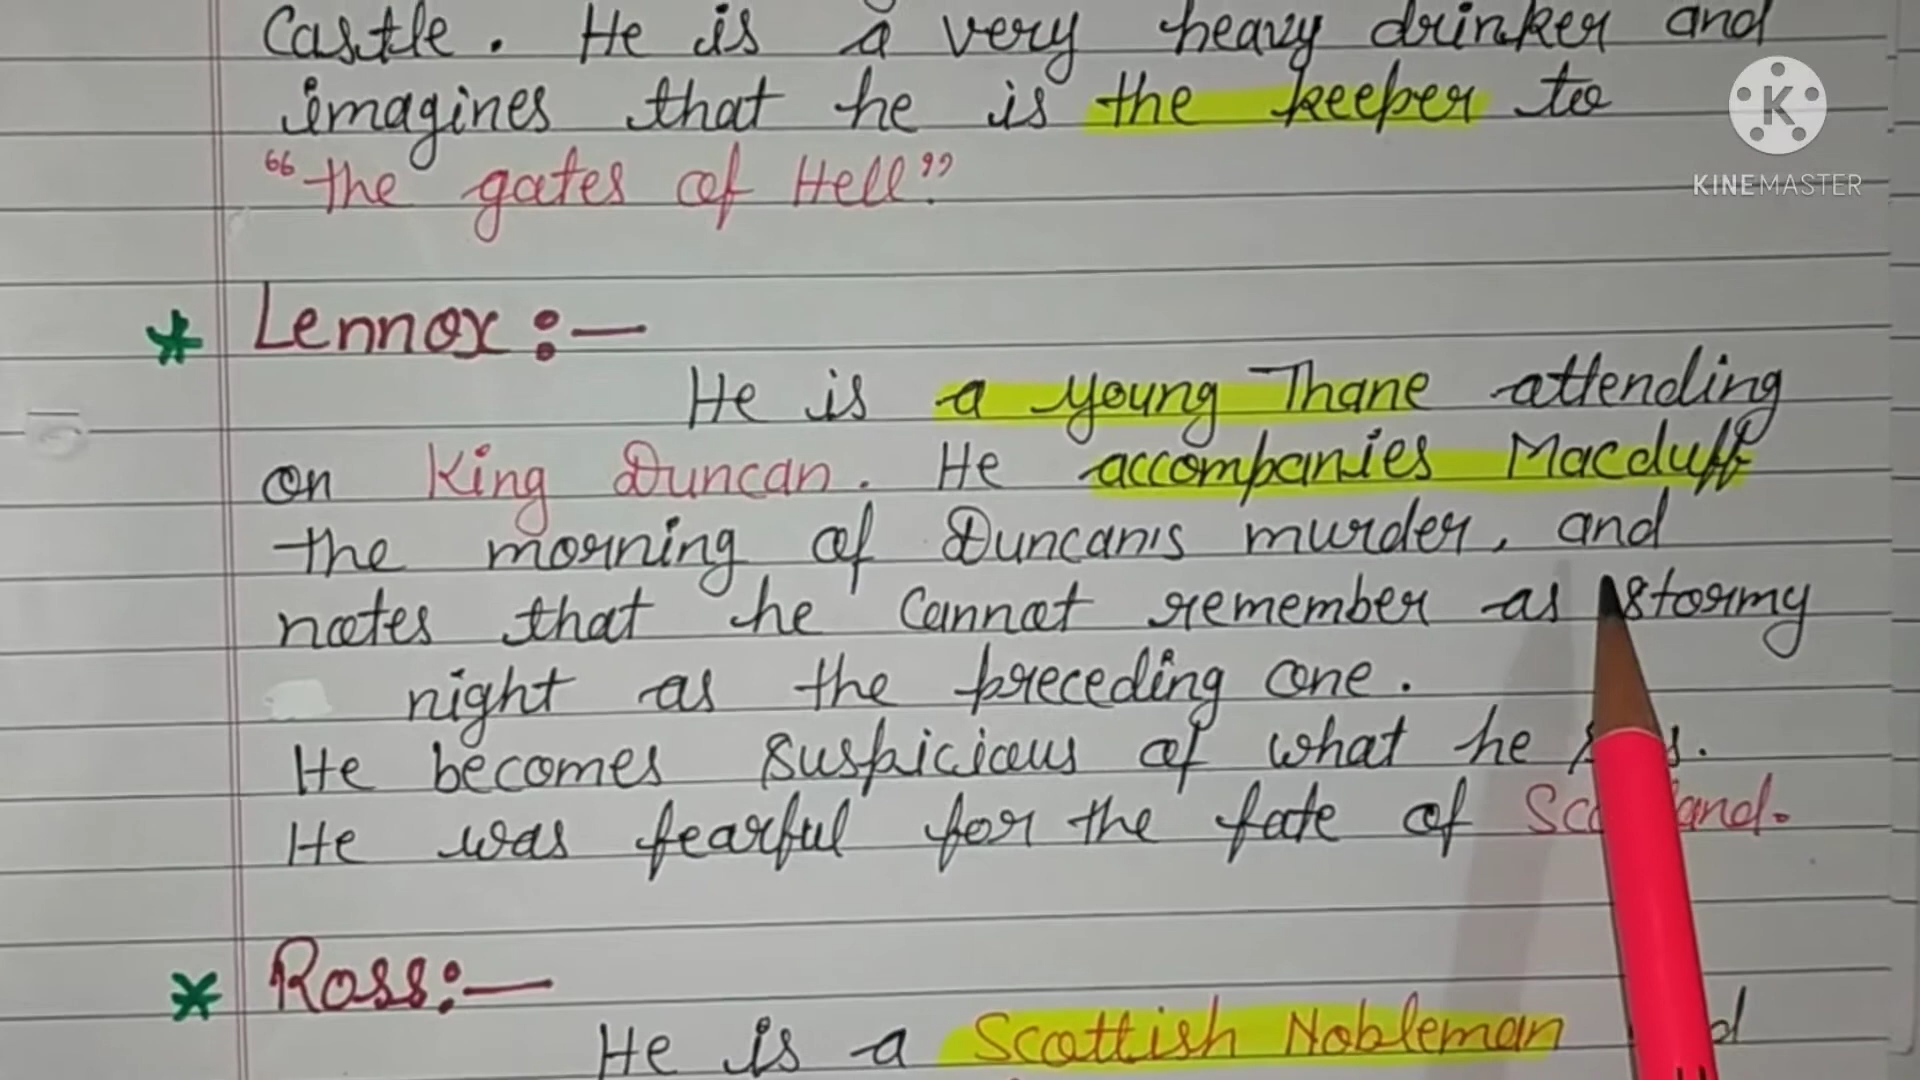 Castle. He is a very heavy drinker and
imagines that he is the keeper to
"the gates of Hell".
K
KINEMASTER
* Lennox :-
He is a young Thane attending
on King Duncan. He accompanies Macduff
the morning of Duncan's murder, and
notes that he cannot remember as stormy
night as the preceding one.
He becomes suspicious of what he
He was fearful for the fate of Scotland.
* Ross:-
He is a Scottish Nobleman